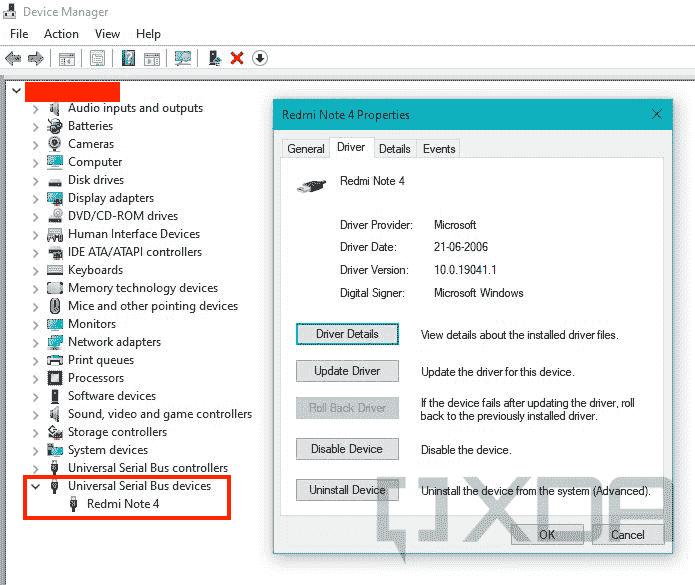 Device Manager
File Action View Help
Audio inputs and outputs
Batteries
Cameras
Computer
Disk drives
Display adapters
DVD/CD-ROM drives
Human Interface Devices
IDE ATA/ATAPI controllers
Keyboards
Memory technology devices
Mice and other pointing devices
Monitors
Network adapters
Print queues
Processors
Software devices
Sound, video and game controllers
Storage controllers
System devices
Universal Serial Bus controllers
Universal Serial Bus devices
Redmi Note 4
Redmi Note 4 Properties
General Driver Details Events
Redmi Note 4
Driver Provider: Microsoft
Driver Date: 21-06-2006
Driver Version: 10.0.19041.1
Digital Signer: Microsoft Windows
Driver Details View details about the installed driver files.
Update Driver Update the driver for this device.
Roll Back Driver If the device fails after updating the driver, roll
back to the previously installed driver.
Disable Device Disable the device.
Uninstall Device Uninstall the device from the system (Advanced).
XDA
OK Cancel